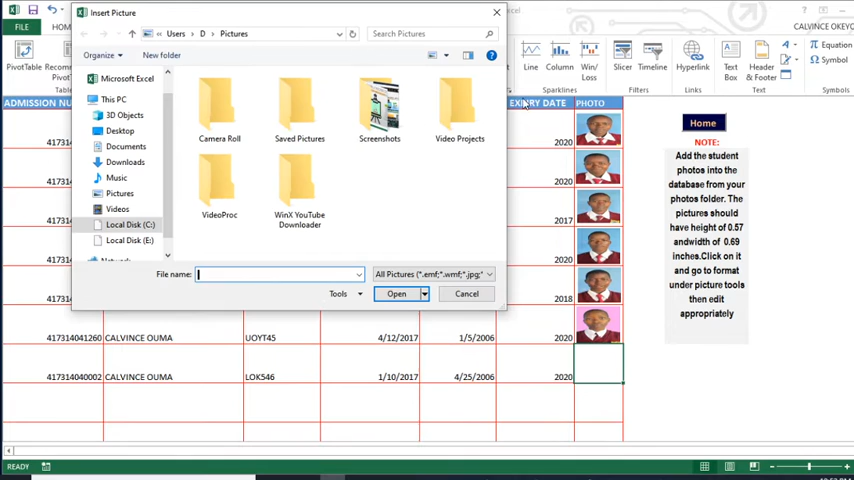 Insert Picture
Excel
FILE
CALVINCE OKEYO
Users
D
Pictures
Search Pictures
Organize
New folder
PivotTable
Line
Column
Win/
Loss
Sparklines
Slicer
Timeline
Hyperlink
Text
Box
Header
& Footer
Equation
Symbol
Microsoft Excel
This PC
3D Objects
Desktop
Documents
Downloads
Music
Pictures
Videos
Local Disk (C:)
Local Disk (E:)
Camera Roll
Saved Pictures
Screenshots
Video Projects
VideoProc
WinX YouTube
Downloader
File name:
All Pictures (*.emf;*.wmf;*.jpg;*
Tools
Open
Cancel
ADMISSION NU
EXPIRY DATE
PHOTO
417314
2020
417314
2020
417314
2017
417314
2020
417314
2018
417314041260 CALVINCE OUMA UOYT45 4/12/2017 1/5/2006 2020
417314040002 CALVINCE OUMA LOK546 1/10/2017 4/25/2006 2020
Home
NOTE:
Add the student
photos into the
database from your
photos folder. The
pictures should
have height of 0.57
andwidth of 0.69
inches.Click on it
and go to format
under picture tools
then edit
appropriately
READY